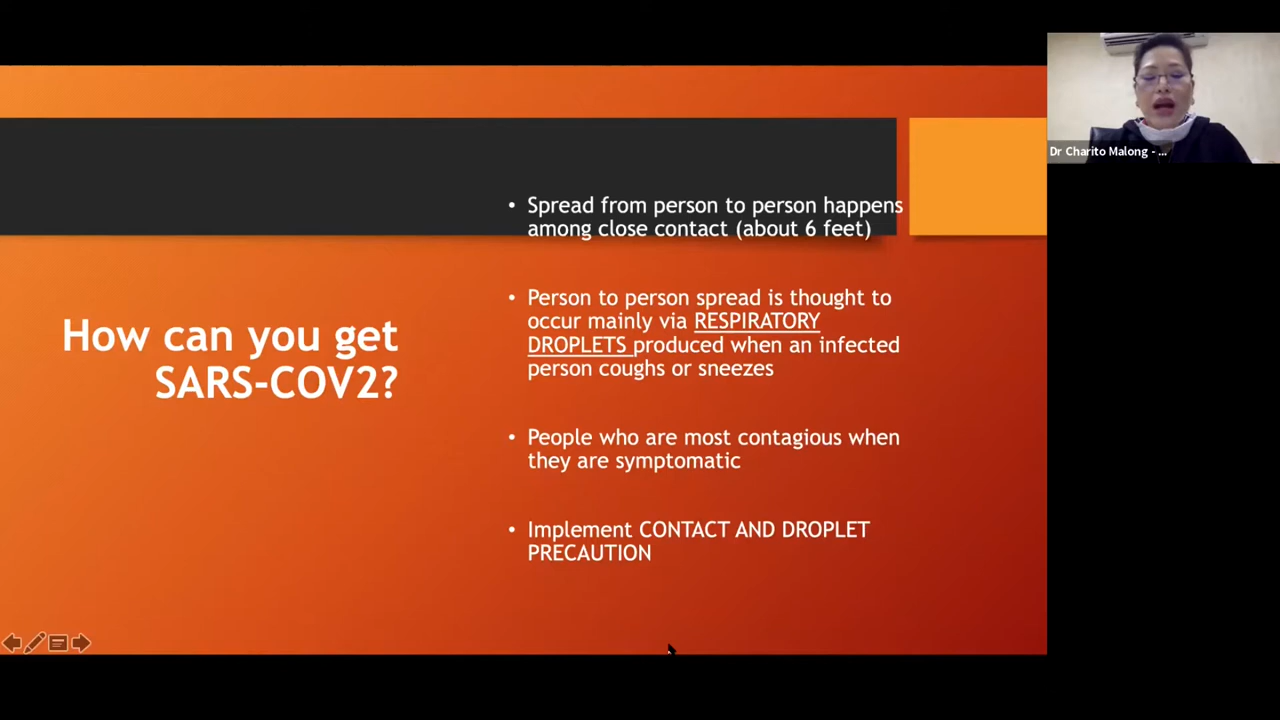 Dr Charito Malong - ...
• Spread from person to person happens
among close contact (about 6 feet)
• Person to person spread is thought to
occur mainly via RESPIRATORY
DROPLETS produced when an infected
person coughs or sneezes
How can you get
SARS-COV2?
• People who are most contagious when
they are symptomatic
• Implement CONTACT AND DROPLET
PRECAUTION